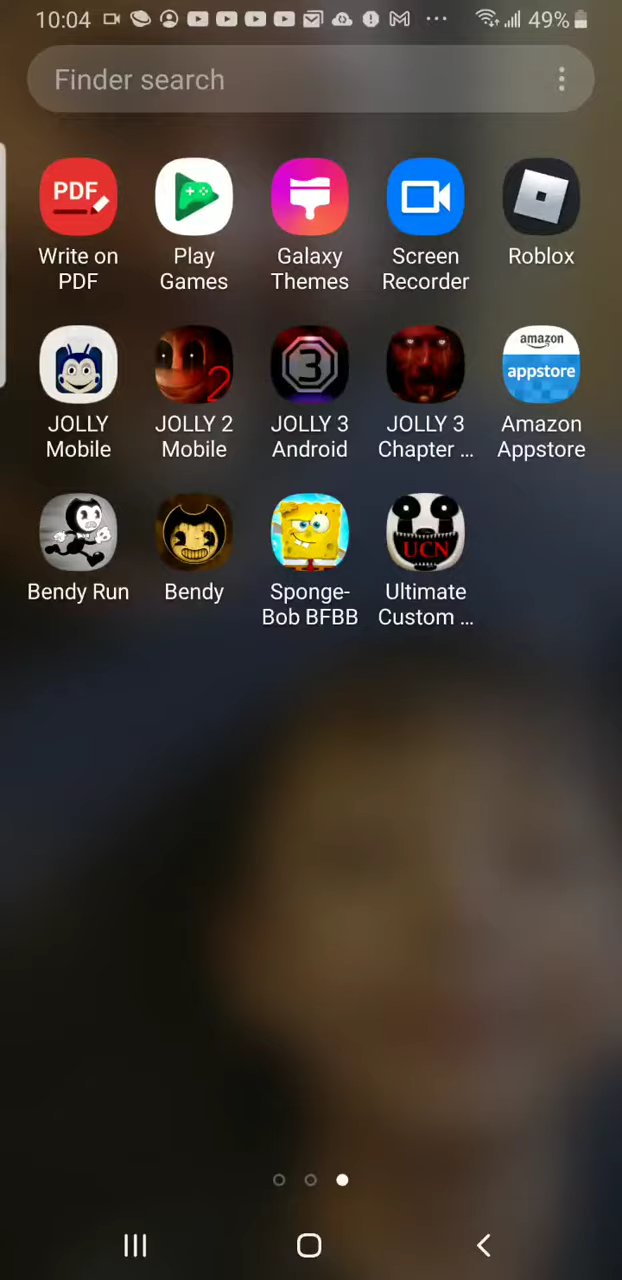 10:04
49%
Finder search
PDF
Write on PDF
Play Games
Galaxy Themes
Screen Recorder
Roblox
2
3
amazon
appstore
JOLLY Mobile
JOLLY 2 Mobile
JOLLY 3 Android
JOLLY 3 Chapter ...
Amazon Appstore
UCN
Bendy Run
Bendy
Sponge-Bob BFBB
Ultimate Custom ...